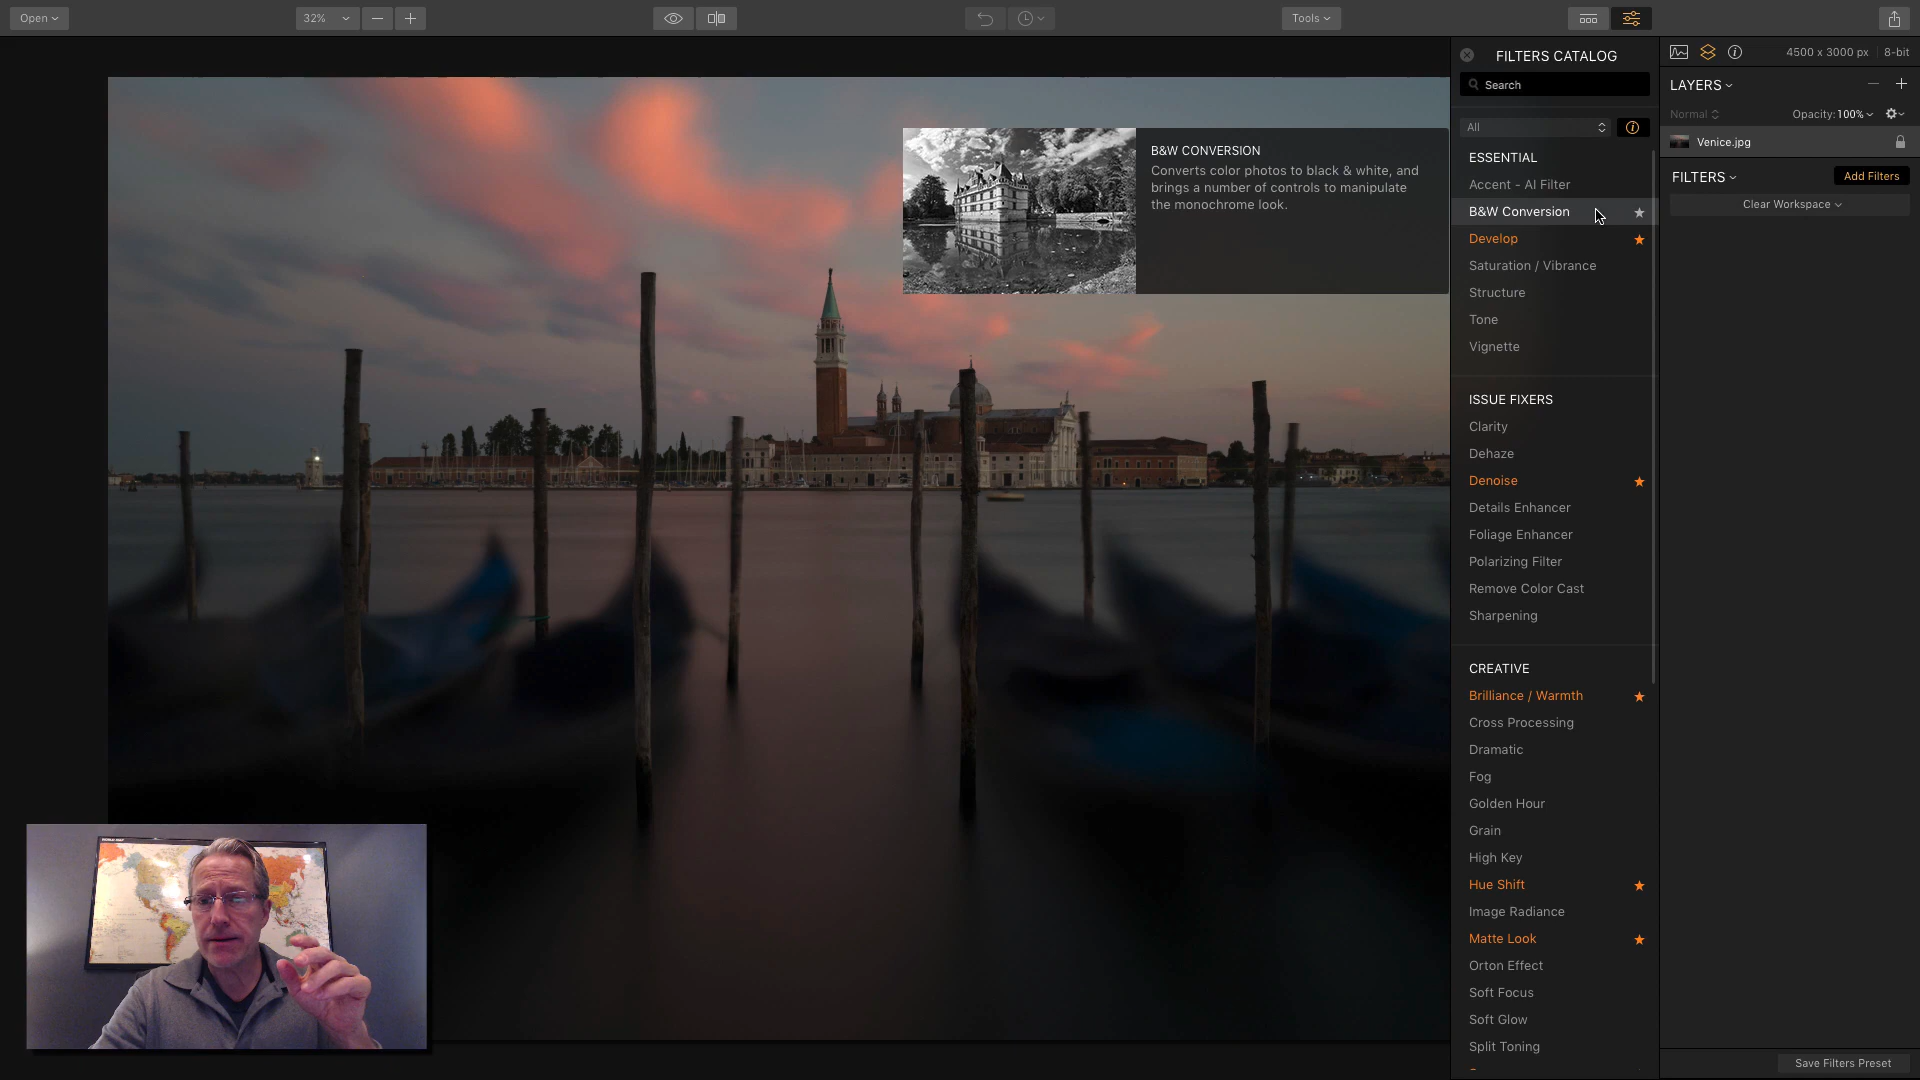 Open
32%
Tools
FILTERS CATALOG
Search
All
ESSENTIAL
Accent - AI Filter
B&W Conversion
Develop
Saturation / Vibrance
Structure
Tone
Vignette
ISSUE FIXERS
Clarity
Dehaze
Denoise
Details Enhancer
Foliage Enhancer
Polarizing Filter
Remove Color Cast
Sharpening
CREATIVE
Brilliance / Warmth
Cross Processing
Dramatic
Fog
Golden Hour
Grain
High Key
Hue Shift
Image Radiance
Matte Look
Orton Effect
Soft Focus
Soft Glow
Split Toning
B&W CONVERSION
Converts color photos to black & white, and
brings a number of controls to manipulate
the monochrome look.
4500 x 3000 px
8-bit
LAYERS
Normal
Opacity: 100%
Venice.jpg
FILTERS
Add Filters
Clear Workspace
Save Filters Preset